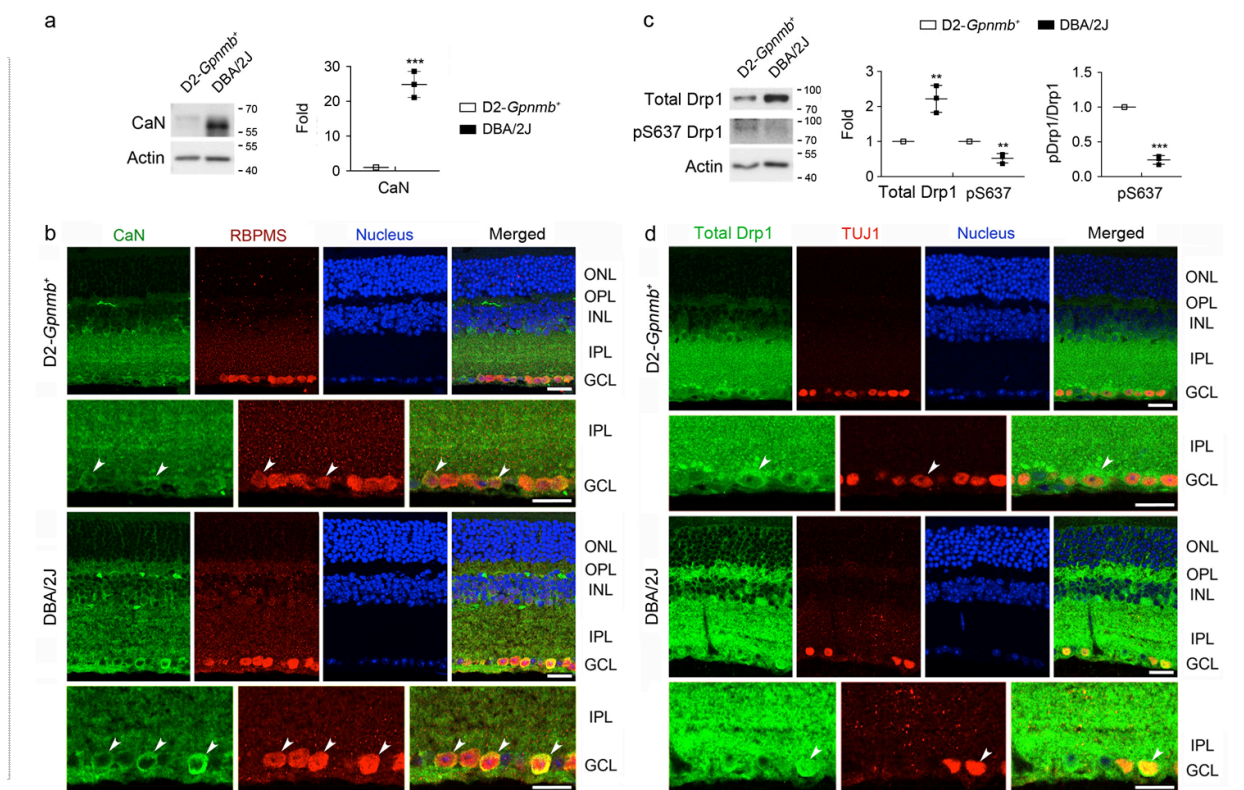 a
D2-Gpnmb+
DBA/2J
CaN
Actin
- 70
- 55
- 55
- 40
Fold
30
20
10
0
***
CaN
D2-Gpnmb+
DBA/2J
c
D2-Gpnmb+
DBA/2J
Total Drp1
pS637 Drp1
Actin
- 100
- 70
- 100
- 70
- 55
- 40
D2-Gpnmb+ DBA/2J
Fold
3
2
1
0
**
**
Total Drp1 pS637
pDrp1/Drp1
1.5
1.0
0.5
0.0
***
pS637
b
CaN RBPMS Nucleus Merged
D2-Gpnmb+
ONL
OPL
INL
IPL
GCL
IPL
GCL
DBA/2J
ONL
OPL
INL
IPL
GCL
IPL
GCL
d
Total Drp1 TUJ1 Nucleus Merged
D2-Gpnmb+
ONL
OPL
INL
IPL
GCL
IPL
GCL
DBA/2J
ONL
OPL
INL
IPL
GCL
IPL
GCL